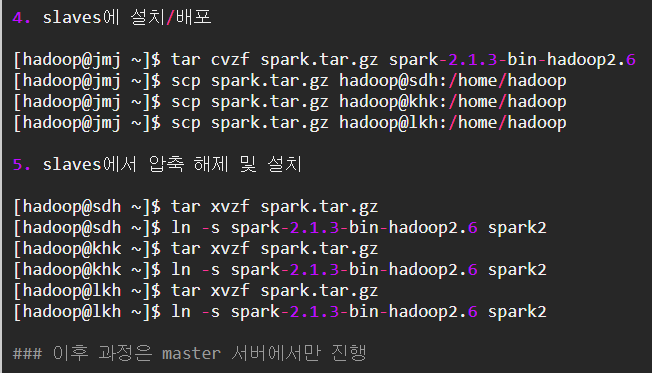 4. slaves에 설치/배포
[hadoop@jmj ~]$ tar cvzf spark.tar.gz spark-2.1.3-bin-hadoop2.6
[hadoop@jmj ~]$ scp spark.tar.gz hadoop@sdh:/home/hadoop
[hadoop@jmj ~]$ scp spark.tar.gz hadoop@khk:/home/hadoop
[hadoop@jmj ~]$ scp spark.tar.gz hadoop@lkh:/home/hadoop
5. slaves에서 압축 해제 및 설치
[hadoop@sdh ~]$ tar xvzf spark.tar.gz
[hadoop@sdh ~]$ ln -s spark-2.1.3-bin-hadoop2.6 spark2
[hadoop@khk ~]$ tar xvzf spark.tar.gz
[hadoop@khk ~]$ ln -s spark-2.1.3-bin-hadoop2.6 spark2
[hadoop@lkh ~]$ tar xvzf spark.tar.gz
[hadoop@lkh ~]$ ln -s spark-2.1.3-bin-hadoop2.6 spark2
### 이후 과정은 master 서버에서만 진행